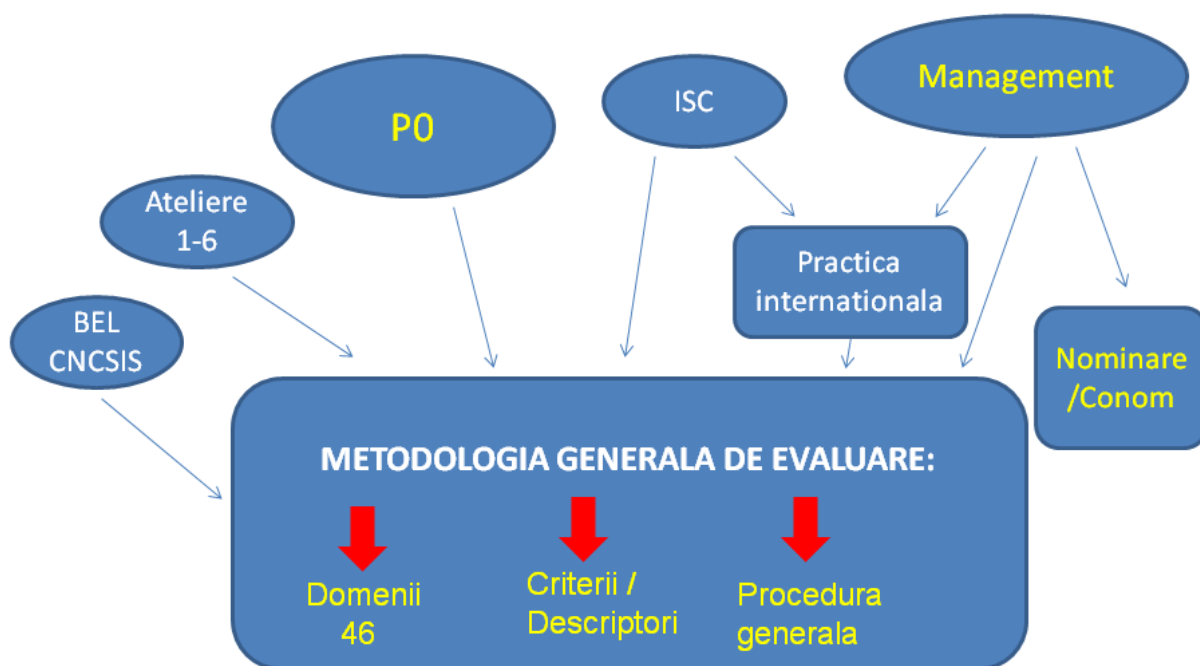 Management
ISC
P0
Ateliere
1-6
Practica
internationala
BEL
CNCSIS
Nominare
/Conom
METODOLOGIA GENERALA DE EVALUARE:
Domenii
46
Criterii /
Descriptori
Procedura
generala